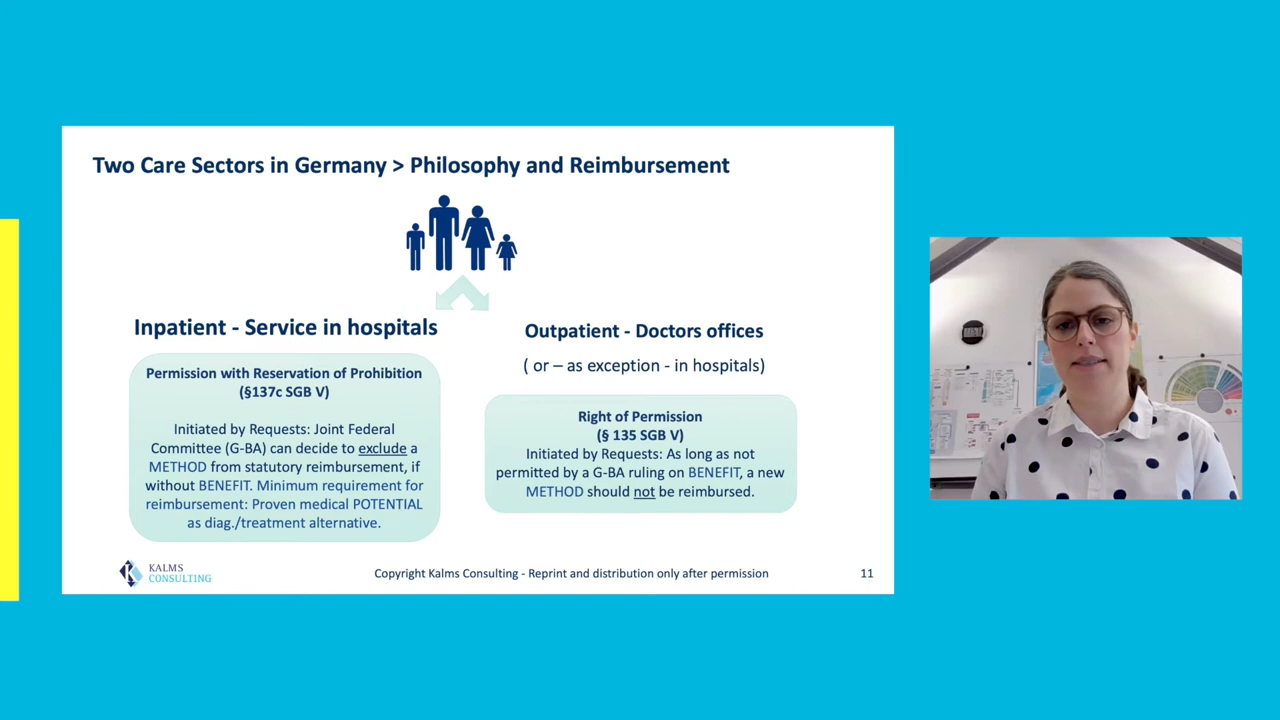 Two Care Sectors in Germany > Philosophy and Reimbursement
Inpatient - Service in hospitals
Permission with Reservation of Prohibition
(§137c SGB V)
Initiated by Requests: Joint Federal
Committee (G-BA) can decide to exclude a
METHOD from statutory reimbursement, if
without BENEFIT. Minimum requirement for
reimbursement: Proven medical POTENTIAL
as diag./treatment alternative.
Outpatient - Doctors offices
( or – as exception - in hospitals)
Right of Permission
(§ 135 SGB V)
Initiated by Requests: As long as not
permitted by a G-BA ruling on BENEFIT, a new
METHOD should not be reimbursed.
KALMS
CONSULTING
Copyright Kalms Consulting - Reprint and distribution only after permission
11